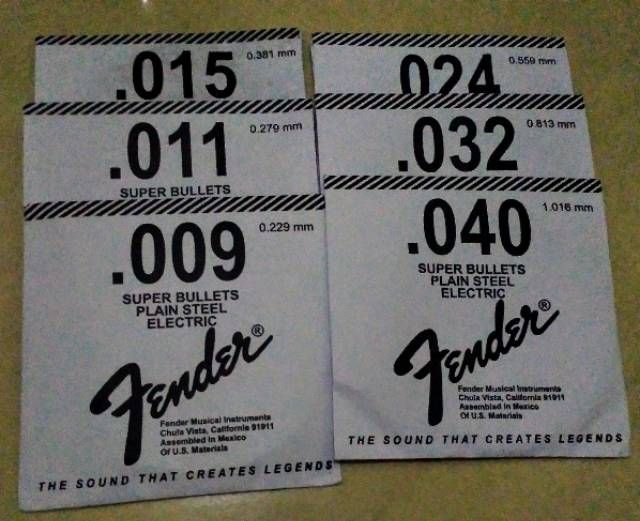 .015
0.381 mm
.011
0.279 mm
SUPER BULLETS
.009
0.229 mm
SUPER BULLETS
PLAIN STEEL
ELECTRIC
Fender®
Fender Musical Instruments
Chula Vista, California 91911
Assembled in Mexico
Of U.S. Materials
THE SOUND THAT CREATES LEGENDS
.024
0.559 mm
.032
0.813 mm
.040
1.016 mm
SUPER BULLETS
PLAIN STEEL
ELECTRIC
Fender®
Fender Musical Instruments
Chula Vista, California 91911
Assembled in Mexico
Of U.S. Materials
THE SOUND THAT CREATES LEGENDS